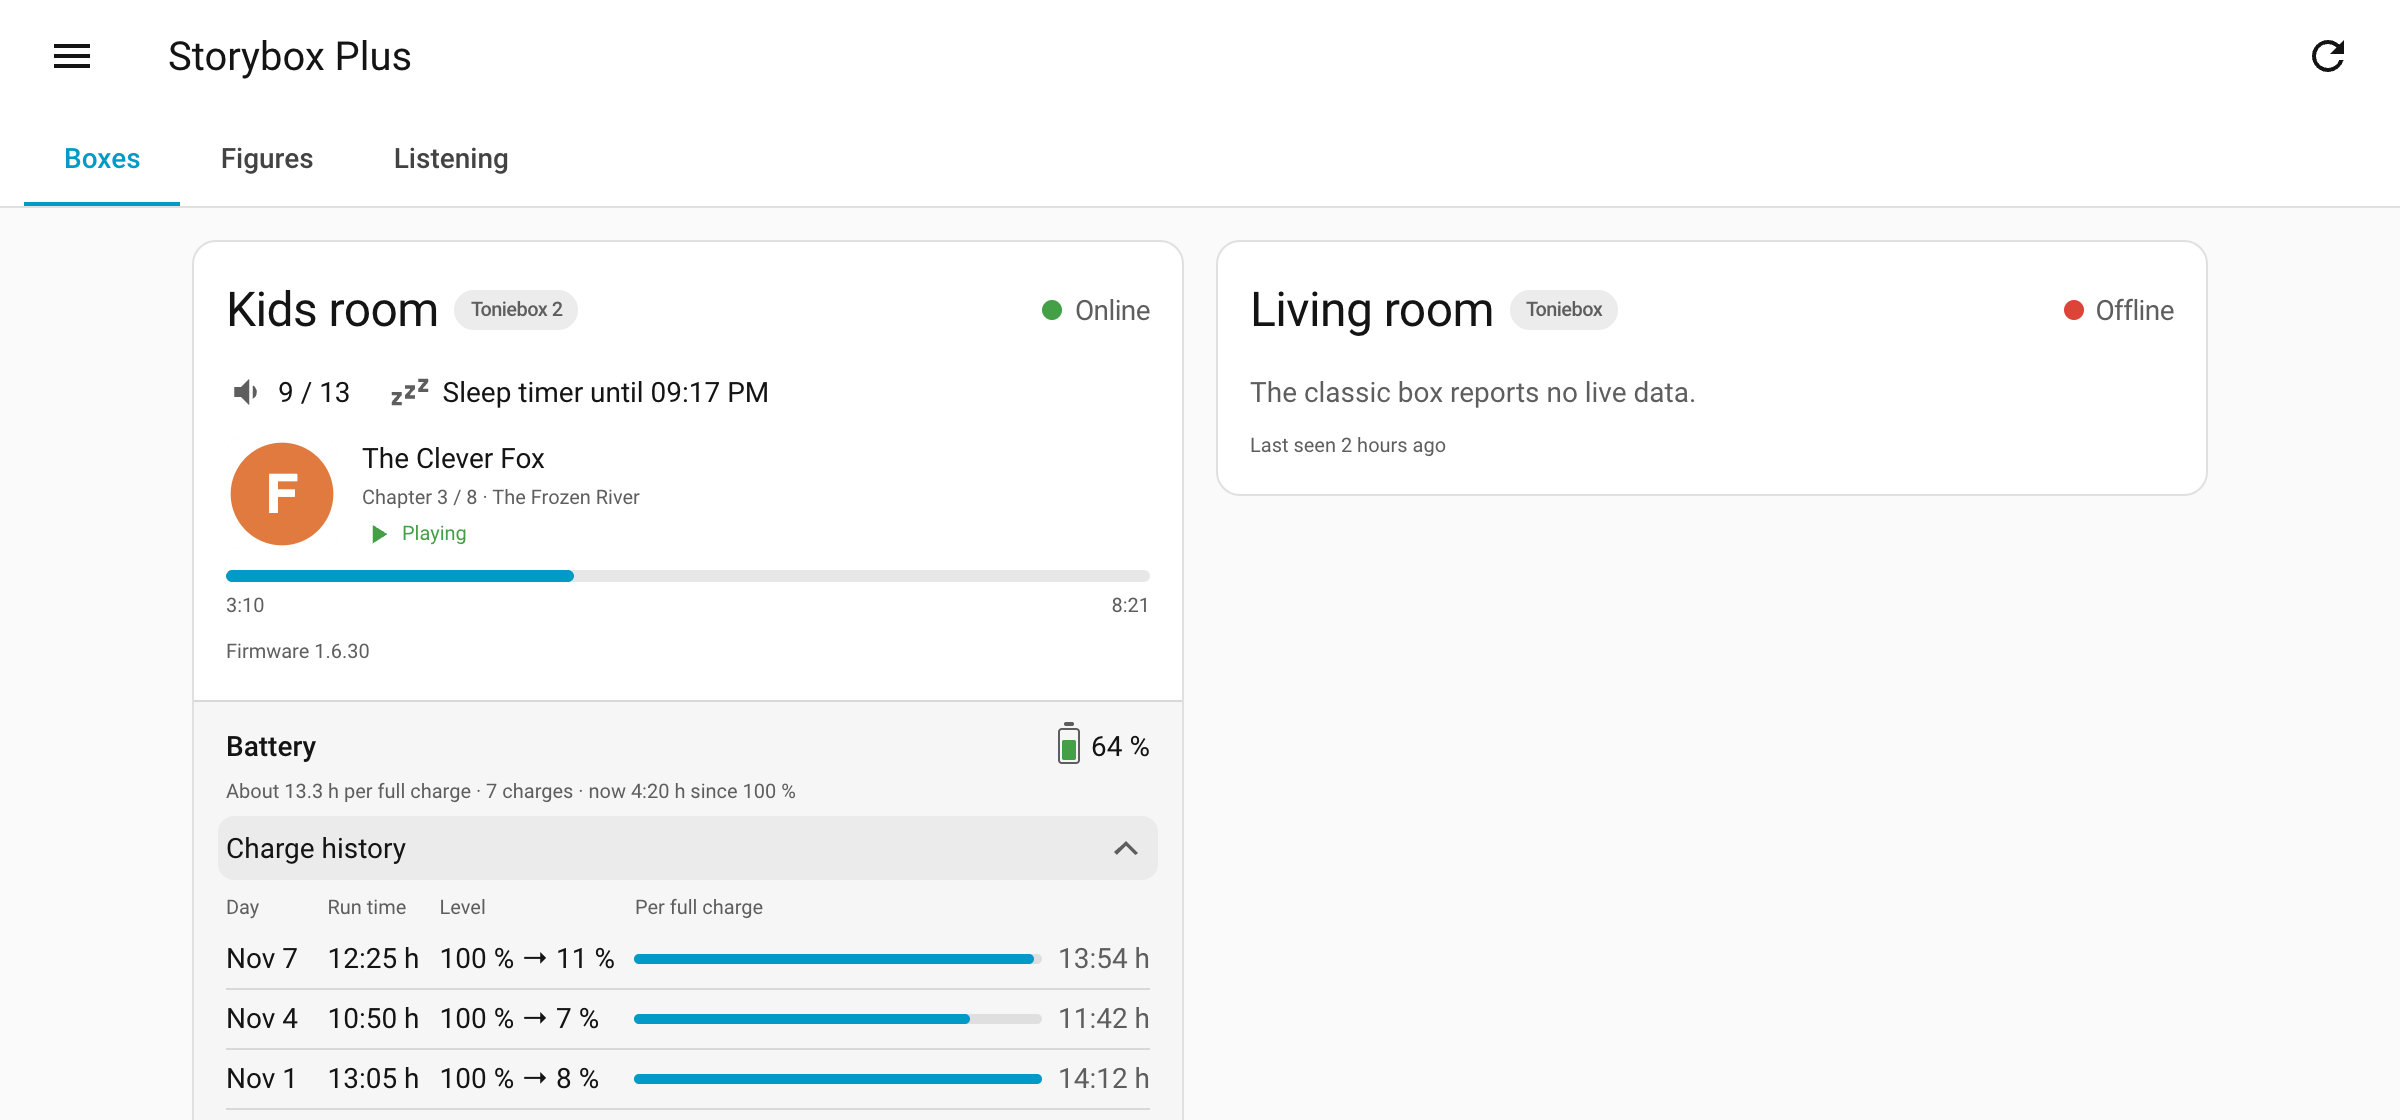 Storybox Plus
Boxes Figures Listening
Kids room Toniebox 2 Online
9 / 13 zzZ Sleep timer until 09:17 PM
F
The Clever Fox
Chapter 3 / 8 · The Frozen River
Playing
3:10 8:21
Firmware 1.6.30
Battery 64 %
About 13.3 h per full charge · 7 charges · now 4:20 h since 100 %
Charge history
Day Run time Level Per full charge
Nov 7 12:25 h 100 % → 11 % 13:54 h
Nov 4 10:50 h 100 % → 7 % 11:42 h
Nov 1 13:05 h 100 % → 8 % 14:12 h
Living room Toniebox Offline
The classic box reports no live data.
Last seen 2 hours ago